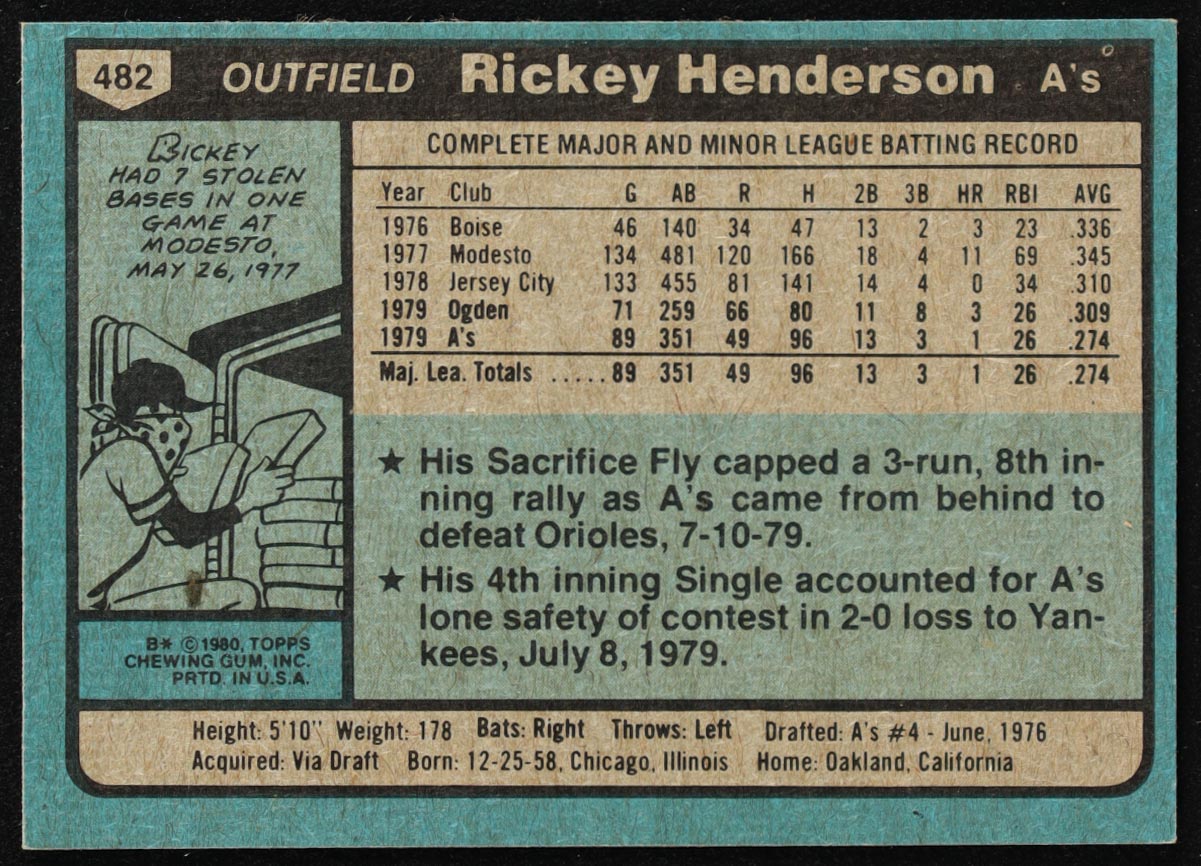 482 OUTFIELD Rickey Henderson A's
RICKEY
HAD 7 STOLEN
BASES IN ONE
GAME AT
MODESTO,
MAY 26, 1977
COMPLETE MAJOR AND MINOR LEAGUE BATTING RECORD
Year Club G AB R H 2B 3B HR RBI AVG
1976 Boise 46 140 34 47 13 2 3 23 .336
1977 Modesto 134 481 120 166 18 4 11 69 .345
1978 Jersey City 133 455 81 141 14 4 0 34 .310
1979 Ogden 71 259 66 80 11 8 3 26 .309
1979 A's 89 351 49 96 13 3 1 26 .274
Maj. Lea. Totals ..... 89 351 49 96 13 3 1 26 .274
★ His Sacrifice Fly capped a 3-run, 8th in-
ning rally as A's came from behind to
defeat Orioles, 7-10-79.
★ His 4th inning Single accounted for A's
lone safety of contest in 2-0 loss to Yan-
kees, July 8, 1979.
B* ©1980, TOPPS
CHEWING GUM, INC.
PRTD. IN U.S.A.
Height: 5'10" Weight: 178 Bats: Right Throws: Left Drafted: A's #4 - June, 1976
Acquired: Via Draft Born: 12-25-58, Chicago, Illinois Home: Oakland, California